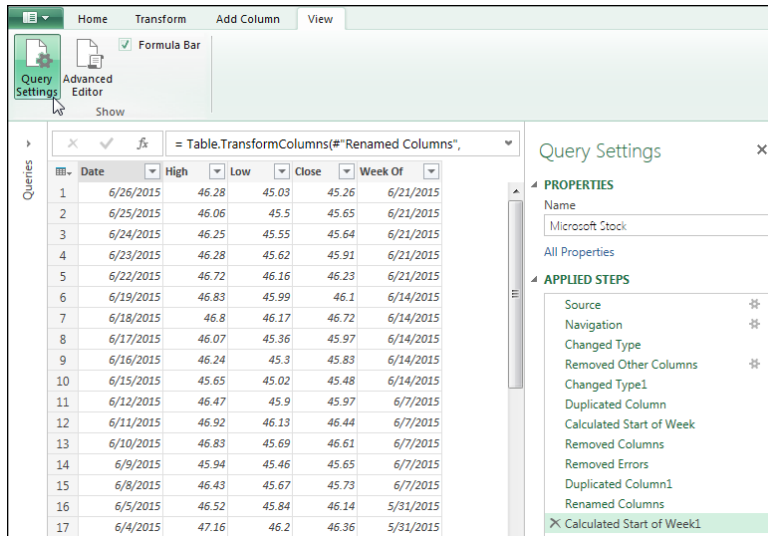 Home Transform Add Column View
Formula Bar
Query Settings
Advanced Editor
Show
Queries
fx = Table.TransformColumns(#"Renamed Columns",
Date High Low Close Week Of
1 6/26/2015 46.28 45.03 45.26 6/21/2015
2 6/25/2015 46.06 45.5 45.65 6/21/2015
3 6/24/2015 46.25 45.55 45.64 6/21/2015
4 6/23/2015 46.28 45.62 45.91 6/21/2015
5 6/22/2015 46.72 46.16 46.23 6/21/2015
6 6/19/2015 46.83 45.99 46.1 6/14/2015
7 6/18/2015 46.8 46.17 46.72 6/14/2015
8 6/17/2015 46.07 45.36 45.97 6/14/2015
9 6/16/2015 46.24 45.3 45.83 6/14/2015
10 6/15/2015 45.65 45.02 45.48 6/14/2015
11 6/12/2015 46.47 45.9 45.97 6/7/2015
12 6/11/2015 46.92 46.13 46.44 6/7/2015
13 6/10/2015 46.83 45.69 46.61 6/7/2015
14 6/9/2015 45.94 45.46 45.65 6/7/2015
15 6/8/2015 46.43 45.67 45.73 6/7/2015
16 6/5/2015 46.52 45.84 46.14 5/31/2015
17 6/4/2015 47.16 46.2 46.36 5/31/2015
Query Settings
PROPERTIES
Name
Microsoft Stock
All Properties
APPLIED STEPS
Source
Navigation
Changed Type
Removed Other Columns
Changed Type1
Duplicated Column
Calculated Start of Week
Removed Columns
Removed Errors
Duplicated Column1
Renamed Columns
Calculated Start of Week1